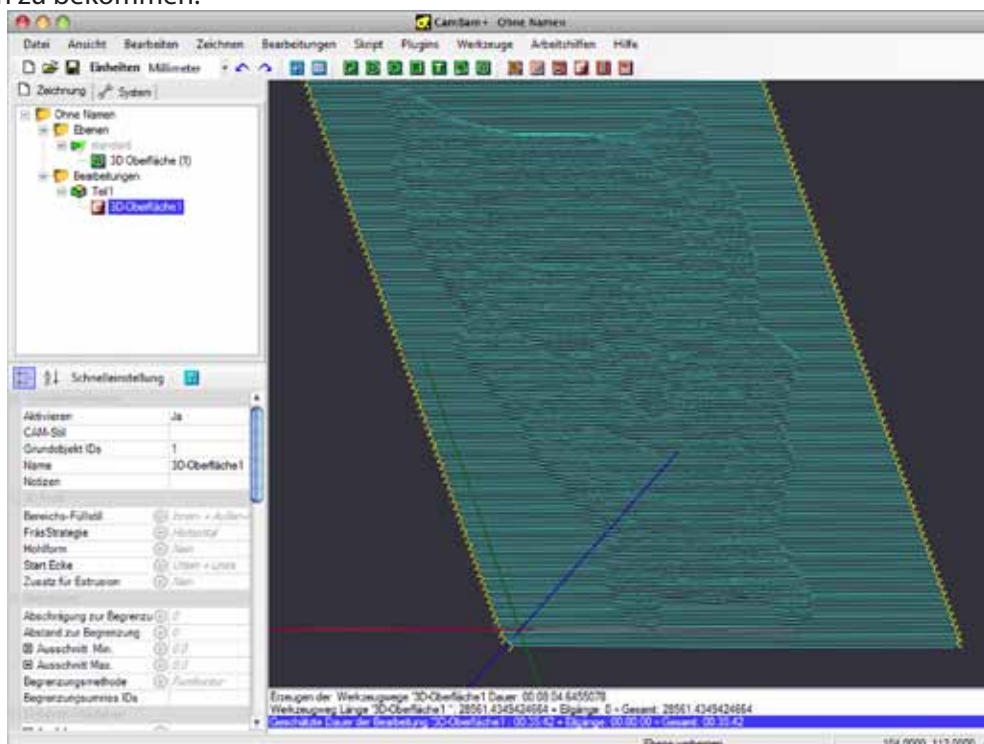 n zu bekommen.
CamBam+ Ohne Namen
Datei Ansicht Bearbeiten Zeichnen Bearbeitungen Skript Plugins Werkzeuge Arbeitshilfen Hilfe
Einheiten Millimeter
Zeichnung System
Ohne Namen
Ebenen
standard
3D Oberfläche (1)
Bearbeitungen
Teil1
3D-Oberfläche1
Schnelleinstellung
Aktivieren Ja
CAM-Stil
Grundobjekt IDs 1
Name 3D-Oberfläche1
Notizen
Bereichs-Füllstil
FräsStrategie Horizontal
Hohlform Nein
Start Ecke Unten + Links
Zusatz für Extrusion Nein
Abschrägung zur Begrenzu 0
Abstand zur Begrenzung 0
Ausschnitt Min. 0,0
Ausschnitt Max. 0,0
Begrenzungsmethode
Begrenzungsumriss IDs
Erzeugen der Werkzeugwege '3D-Oberfläche1 Dauer: 00:08:04.6455078
Werkzeugweg Länge '3D-Oberfläche1 ': 28561.4349424664 + Eilgänge: 0 = Gesamt: 28561.4349424664
Geschätzte Dauer der Bearbeitung '3D-Oberfläche1 : 00:35:42 + Eilgänge: 00:00:00 = Gesamt: 00:35:42